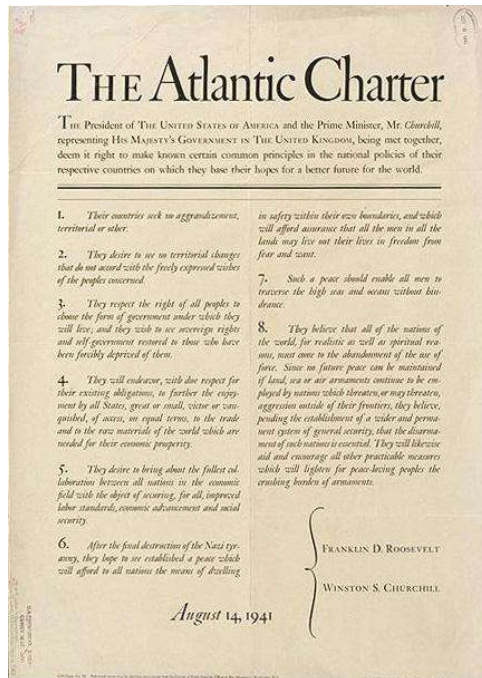 THE Atlantic Charter
THE President of THE UNITED STATES OF AMERICA and the Prime Minister, Mr. Churchill,
representing HIS MAJESTY'S GOVERNMENT IN THE UNITED KINGDOM, being met together,
deem it right to make known certain common principles in the national policies of their
respective countries on which they base their hopes for a better future for the world.
1. Their countries seek no aggrandizement,
territorial or other.
2. They desire to see no territorial changes
that do not accord with the freely expressed wishes
of the peoples concerned.
3. They respect the right of all peoples to
choose the form of government under which they
will live; and they wish to see sovereign rights
and self-government restored to those who have
been forcibly deprived of them.
4. They will endeavor, with due respect for
their existing obligations, to further the enjoy-
ment by all States, great or small, victor or van-
quished, of access, on equal terms, to the trade
and to the raw materials of the world which are
needed for their economic prosperity.
5. They desire to bring about the fullest col-
laboration between all nations in the economic
field with the object of securing, for all, improved
labor standards, economic advancement and social
security.
6. After the final destruction of the Nazi tyr-
anny, they hope to see established a peace which
will afford to all nations the means of dwelling
in safety within their own boundaries, and which
will afford assurance that all the men in all the
lands may live out their lives in freedom from
fear and want.
7. Such a peace should enable all men to
traverse the high seas and oceans without hin-
drance.
8. They believe that all of the nations of
the world, for realistic as well as spiritual rea-
sons, must come to the abandonment of the use of
force. Since no future peace can be maintained
if land, sea or air armaments continue to be em-
ployed by nations which threaten, or may threaten,
aggression outside of their frontiers, they believe,
pending the establishment of a wider and perma-
nent system of general security, that the disarma-
ment of such nations is essential. They will likewise
aid and encourage all other practicable measures
which will lighten for peace-loving peoples the
crushing burden of armaments.
FRANKLIN D. ROOSEVELT
WINSTON S. CHURCHILL
August 14, 1941